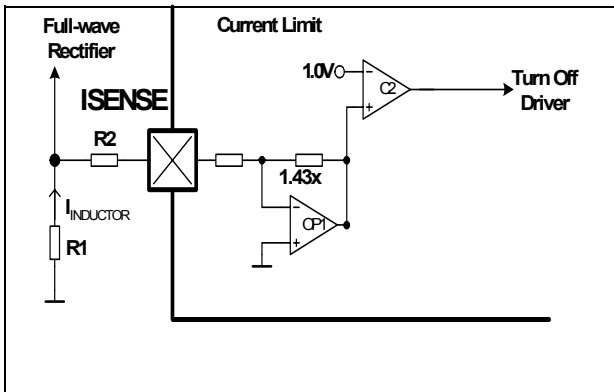 Full-wave
Rectifier
Current Limit
ISENSE
1.0V
C2
Turn Off
Driver
R2
1.43x
IINDUCTOR
OP1
R1